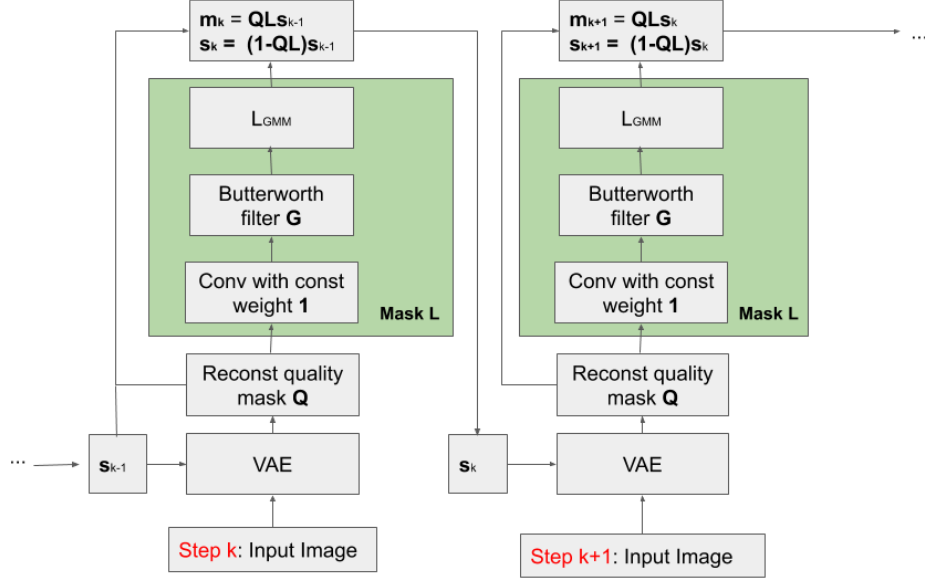 mk = QLsk-1
sk = (1-QL)sk-1
LGMM
Butterworth
filter G
Conv with const
weight 1
Mask L
Reconst quality
mask Q
...
sk-1
VAE
Step k: Input Image
mk+1 = QLsk
sk+1 = (1-QL)sk
...
LGMM
Butterworth
filter G
Conv with const
weight 1
Mask L
Reconst quality
mask Q
sk
VAE
Step k+1: Input Image